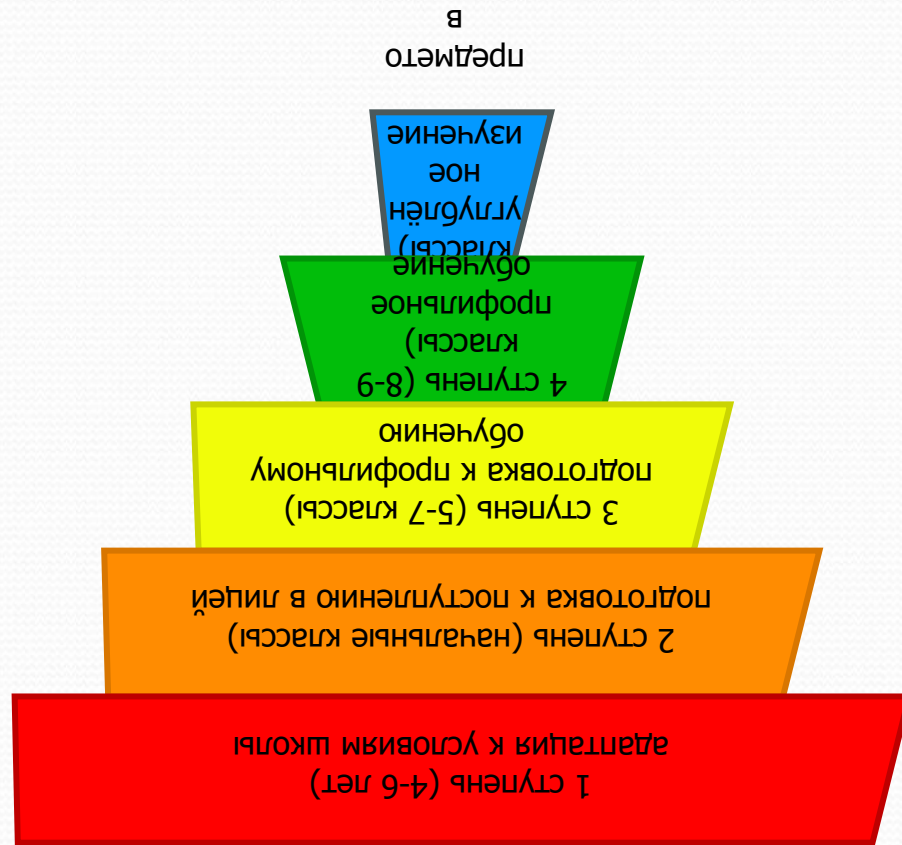 1 ступень (4-6 лет)
адаптация к условиям школы
2 ступень (начальные классы)
подготовка к поступлению в лицей
3 ступень (5-7 классы)
подготовка к профильному
обучению
4 ступень (8-9
классы)
профильное
обучение
классы)
углублён
ное
изучение
предмето
в